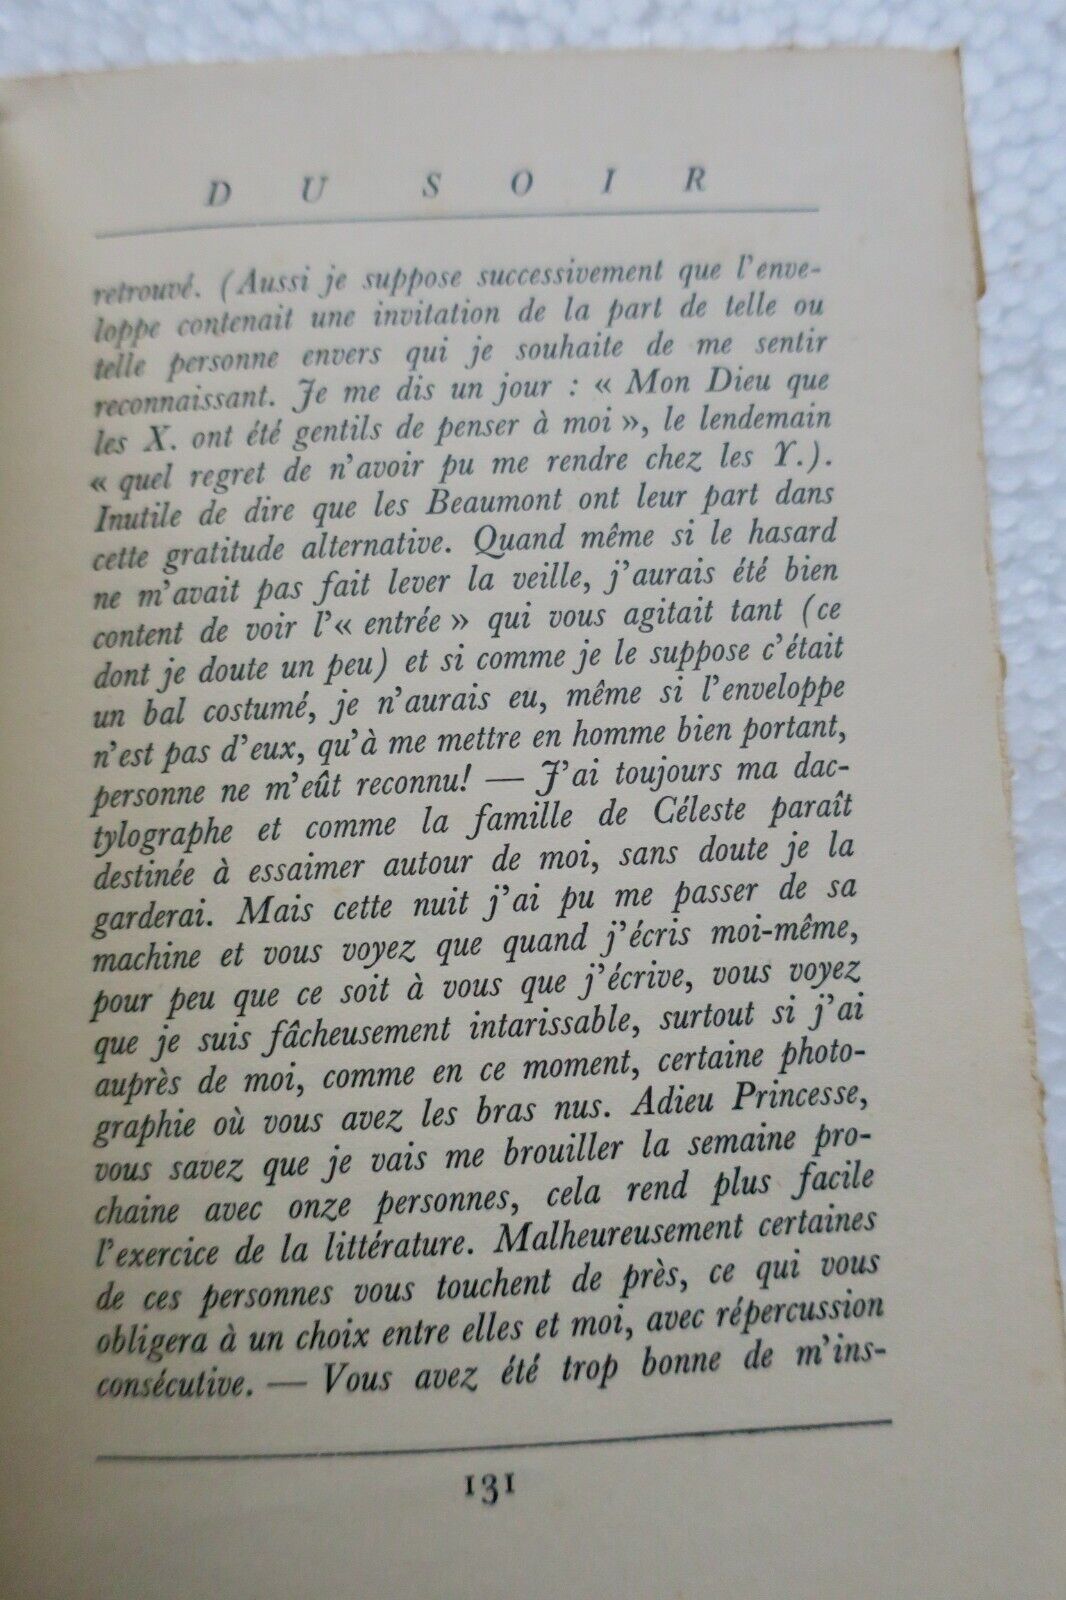 DU SOIR
retrouvé. (Aussi je suppose successivement que l'enve-
loppe contenait une invitation de la part de telle ou
telle personne envers qui je souhaite de me sentir
reconnaissant. Je me dis un jour : « Mon Dieu que
les X. ont été gentils de penser à moi », le lendemain
« quel regret de n'avoir pu me rendre chez les Y.).
Inutile de dire que les Beaumont ont leur part dans
cette gratitude alternative. Quand même si le hasard
ne m'avait pas fait lever la veille, j'aurais été bien
content de voir l'« entrée » qui vous agitait tant (ce
dont je doute un peu) et si comme je le suppose c'était
un bal costumé, je n'aurais eu, même si l'enveloppe
n'est pas d'eux, qu'à me mettre en homme bien portant,
personne ne m'eût reconnu! — J'ai toujours ma dac-
tylographe et comme la famille de Céleste paraît
destinée à essaimer autour de moi, sans doute je la
garderai. Mais cette nuit j'ai pu me passer de sa
machine et vous voyez que quand j'écris moi-même,
pour peu que ce soit à vous que j'écrive, vous voyez
que je suis fâcheusement intarissable, surtout si j'ai
auprès de moi, comme en ce moment, certaine photo-
graphie où vous avez les bras nus. Adieu Princesse,
vous savez que je vais me brouiller la semaine pro-
chaine avec onze personnes, cela rend plus facile
l'exercice de la littérature. Malheureusement certaines
de ces personnes vous touchent de près, ce qui vous
obligera à un choix entre elles et moi, avec répercussion
consécutive. — Vous avez été trop bonne de m'ins-
131